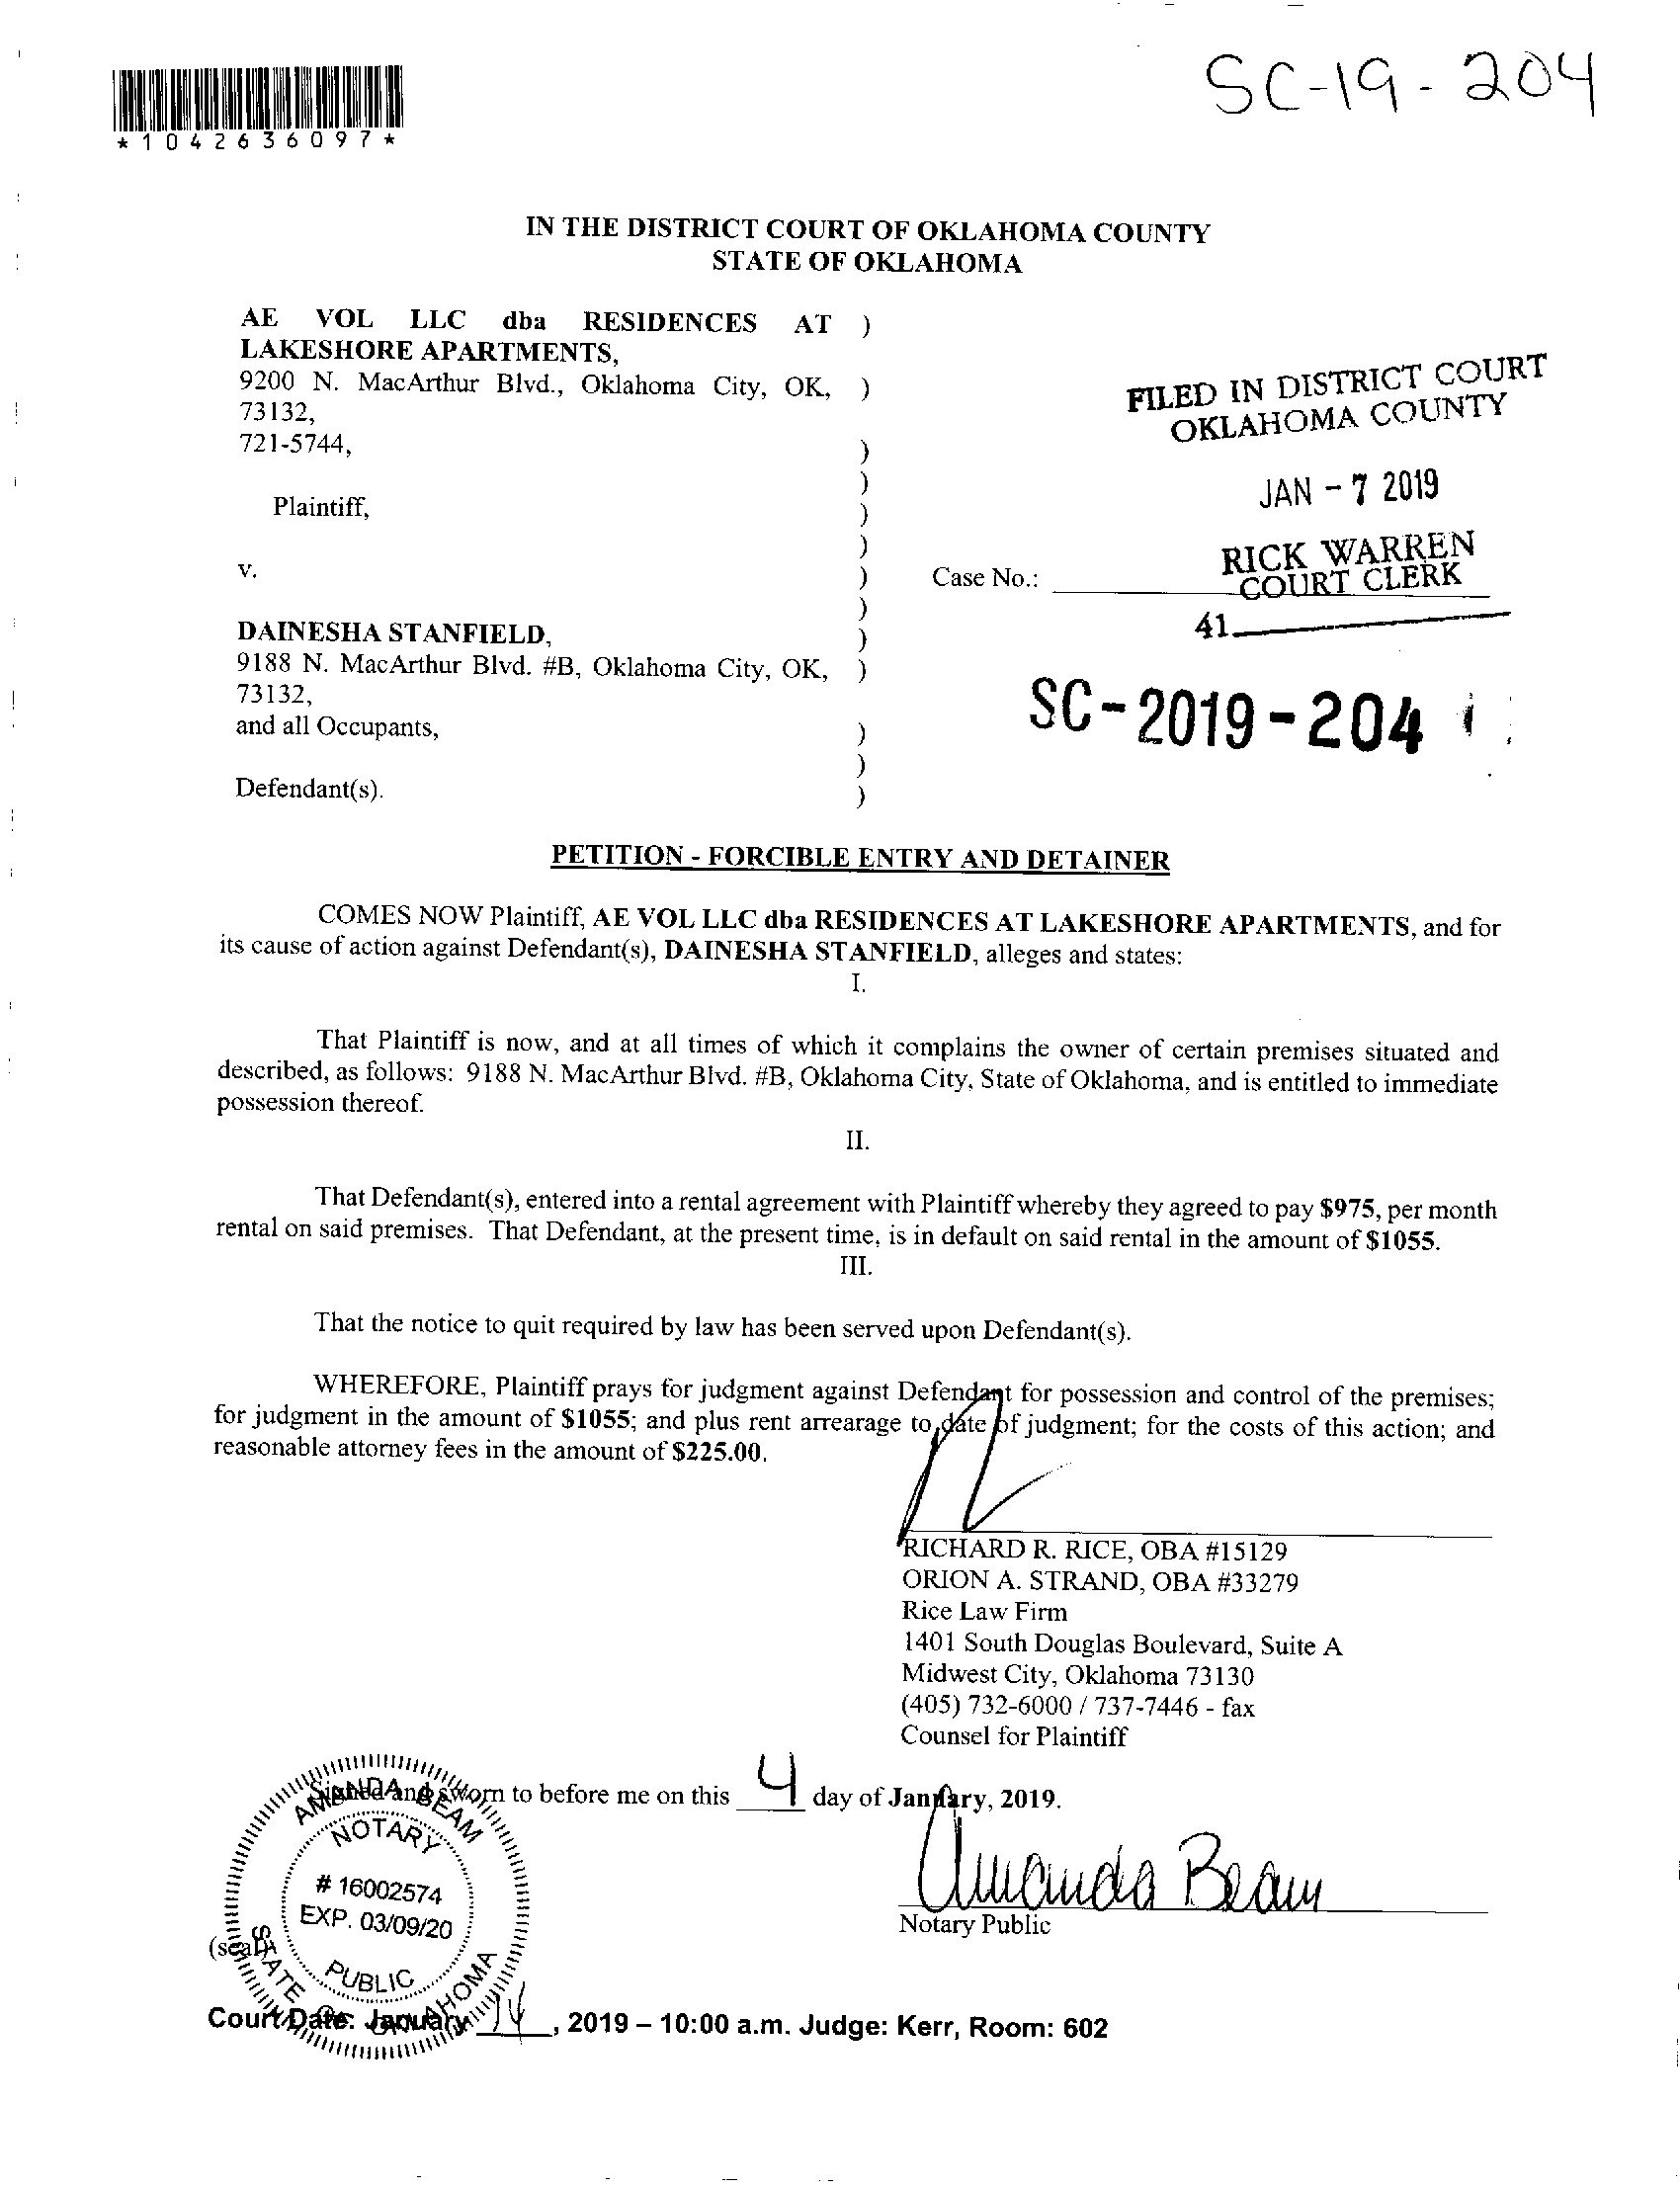 SC-19-204
*1042636097*
IN THE DISTRICT COURT OF OKLAHOMA COUNTY
STATE OF OKLAHOMA
AE VOL LLC dba RESIDENCES AT )
LAKESHORE APARTMENTS,
9200 N. MacArthur Blvd., Oklahoma City, OK, )
73132,
721-5744, )
)
Plaintiff, )
)
v. )
)
DAINESHA STANFIELD, )
9188 N. MacArthur Blvd. #B, Oklahoma City, OK, )
73132,
and all Occupants, )
)
Defendant(s). )
FILED IN DISTRICT COURT
OKLAHOMA COUNTY
JAN - 7 2019
RICK WARREN
COURT CLERK
Case No.:
41
SC-2019-204
PETITION - FORCIBLE ENTRY AND DETAINER
COMES NOW Plaintiff, AE VOL LLC dba RESIDENCES AT LAKESHORE APARTMENTS, and for
its cause of action against Defendant(s), DAINESHA STANFIELD, alleges and states:
I.
That Plaintiff is now, and at all times of which it complains the owner of certain premises situated and
described, as follows: 9188 N. MacArthur Blvd. #B, Oklahoma City, State of Oklahoma, and is entitled to immediate
possession thereof.
II.
That Defendant(s), entered into a rental agreement with Plaintiff whereby they agreed to pay $975, per month
rental on said premises. That Defendant, at the present time, is in default on said rental in the amount of $1055.
III.
That the notice to quit required by law has been served upon Defendant(s).
WHEREFORE, Plaintiff prays for judgment against Defendant for possession and control of the premises;
for judgment in the amount of $1055; and plus rent arrearage to date of judgment; for the costs of this action; and
reasonable attorney fees in the amount of $225.00.
RICHARD R. RICE, OBA #15129
ORION A. STRAND, OBA #33279
Rice Law Firm
1401 South Douglas Boulevard, Suite A
Midwest City, Oklahoma 73130
(405) 732-6000 / 737-7446 - fax
Counsel for Plaintiff
Signed and sworn to before me on this 4 day of January, 2019.
Amanda Beam
Notary Public
AMANDA BEAM
NOTARY
# 16002574
EXP. 03/09/20
PUBLIC
STATE OF OKLAHOMA
(seal)
Court Date: January 14, 2019 – 10:00 a.m. Judge: Kerr, Room: 602